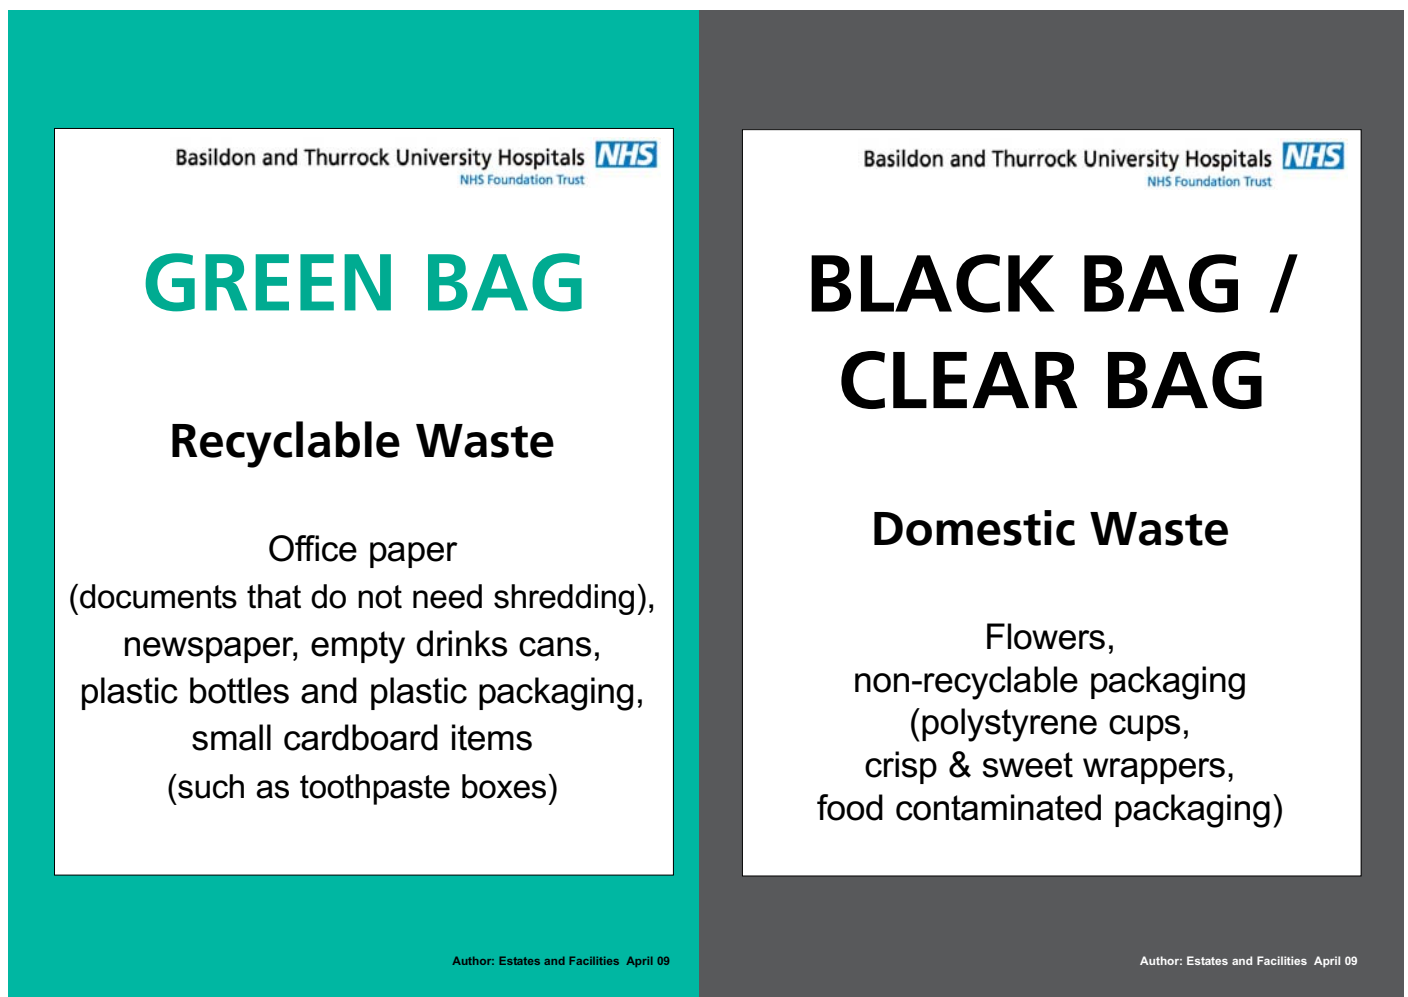 Basildon and Thurrock University Hospitals NHS
NHS Foundation Trust
GREEN BAG
Recyclable Waste
Office paper
(documents that do not need shredding),
newspaper, empty drinks cans,
plastic bottles and plastic packaging,
small cardboard items
(such as toothpaste boxes)
Author: Estates and Facilities April 09
Basildon and Thurrock University Hospitals NHS
NHS Foundation Trust
BLACK BAG /
CLEAR BAG
Domestic Waste
Flowers,
non-recyclable packaging
(polystyrene cups,
crisp & sweet wrappers,
food contaminated packaging)
Author: Estates and Facilities April 09